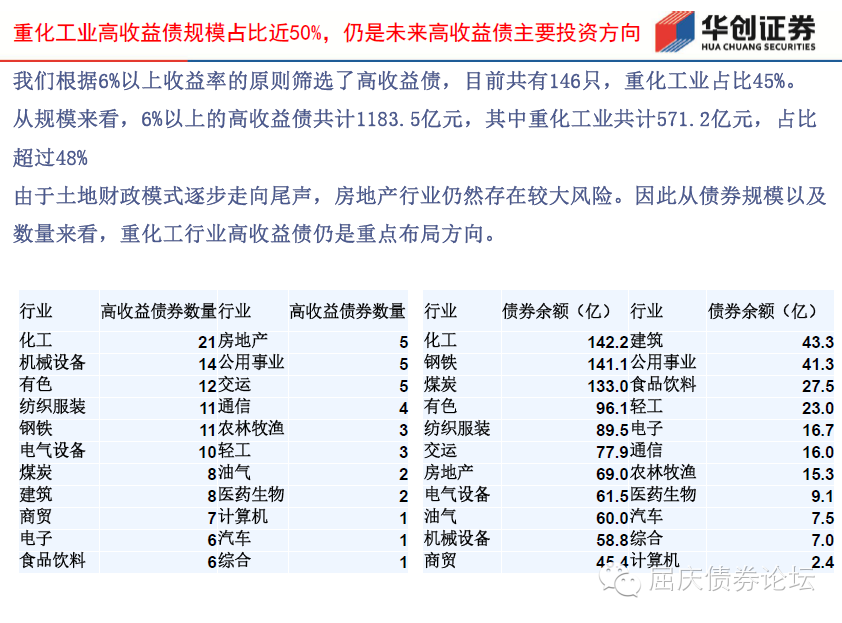 重化工业高收益债规模占比近50%，仍是未来高收益债主要投资方向
华创证券
HUA CHUANG SECURITIES
我们根据6%以上收益率的原则筛选了高收益债，目前共有146只，重化工业占比45%。
从规模来看，6%以上的高收益债共计1183.5亿元，其中重化工业共计571.2亿元，占比
超过48%
由于土地财政模式逐步走向尾声，房地产行业仍然存在较大风险。因此从债券规模以及
数量来看，重化工行业高收益债仍是重点布局方向。
行业 高收益债券数量 行业 高收益债券数量
化工 21 房地产 5
机械设备 14 公用事业 5
有色 12 交运 5
纺织服装 11 通信 4
钢铁 11 农林牧渔 3
电气设备 10 轻工 3
煤炭 8 油气 2
建筑 8 医药生物 2
商贸 7 计算机 1
电子 6 汽车 1
食品饮料 6 综合 1
行业 债券余额（亿） 行业 债券余额（亿）
化工 142.2 建筑 43.3
钢铁 141.1 公用事业 41.3
煤炭 133.0 食品饮料 27.5
有色 96.1 轻工 23.0
纺织服装 89.5 电子 16.7
交运 77.9 通信 16.0
房地产 69.0 农林牧渔 15.3
电气设备 61.5 医药生物 9.1
油气 60.0 汽车 7.5
机械设备 58.8 综合 7.0
商贸 45.4 计算机 2.4
屈庆债券论坛